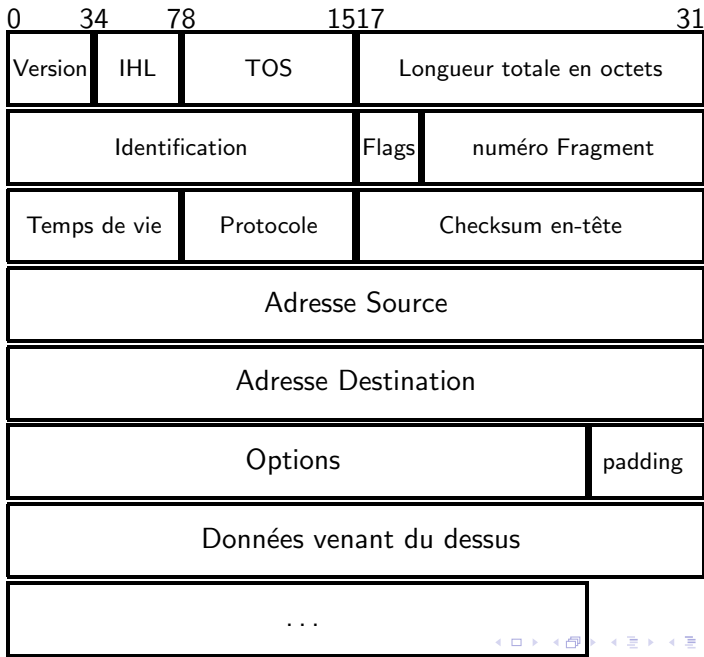 0 34 78 1517 31
Version IHL TOS Longueur totale en octets
Identification Flags numéro Fragment
Temps de vie Protocole Checksum en-tête
Adresse Source
Adresse Destination
Options padding
Données venant du dessus
...